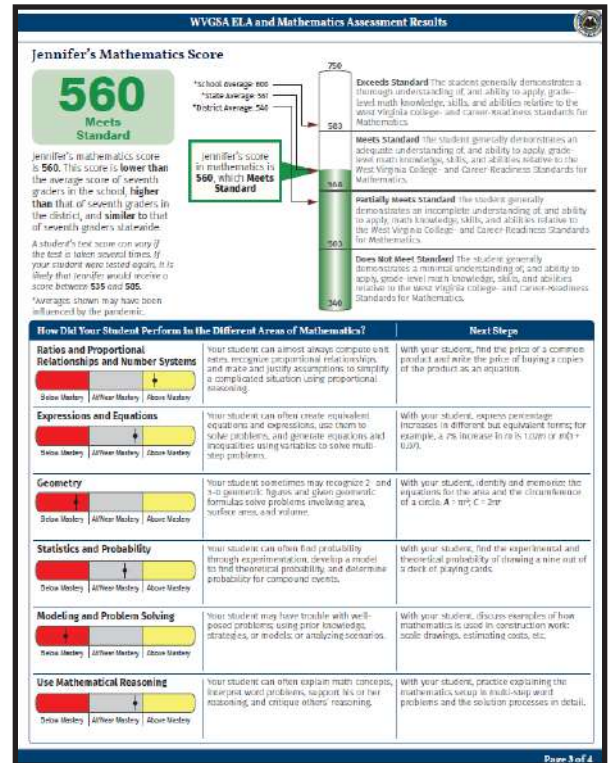 WVGSA ELA and Mathematics Assessment Results
Jennifer's Mathematics Score
560
Meets
Standard
Jennifer's mathematics score
is 560. This score is lower than
the average score of seventh
graders in the school, higher
than that of seventh graders in
the district, and similar to that
of seventh graders statewide.
A student's test score can vary if
the test is taken several times. If
your student were tested again, it is
likely that Jennifer would receive a
score between 535 and 585.
*Averages shown may have been
influenced by the pandemic.
*School Average: 600
*State Average: 561
*District Average: 540
Jennifer's score
in mathematics is
560, which Meets
Standard
750
583
503
340
Exceeds Standard The student generally demonstrates a
thorough understanding of, and ability to apply, grade-
level math knowledge, skills, and abilities relative to the
West Virginia College- and Career-Readiness Standards for
Mathematics.
Meets Standard The student generally demonstrates an
adequate understanding of, and ability to apply, grade-
level math knowledge, skills, and abilities relative to the
West Virginia College- and Career-Readiness Standards for
Mathematics.
Partially Meets Standard The student generally
demonstrates an incomplete understanding of, and ability
to apply, math knowledge, skills, and abilities relative to
the West Virginia College- and Career-Readiness Standards
for Mathematics.
Does Not Meet Standard The student generally
demonstrates a minimal understanding of, and ability to
apply, grade-level math knowledge, skills, and abilities
relative to the West Virginia College- and Career-Readiness
Standards for Mathematics.
How Did Your Student Perform in the Different Areas of Mathematics?
Next Steps
Ratios and Proportional
Relationships and Number Systems
Below Mastery At/Near Mastery Above Mastery
Your student can almost always compute unit
rates, recognize proportional relationships,
and make and justify assumptions to simplify
a complicated situation using proportional
reasoning.
With your student, find the price of a common
product and write the price of buying n copies
of the product as an equation.
Expressions and Equations
Below Mastery At/Near Mastery Above Mastery
Your student can often create equivalent
equations and expressions, use them to
solve problems, and generate equations and
inequalities using variables to solve multi-
step problems.
With your student, express percentage
increases in different but equivalent forms; for
example, a 7% increase in m is 1.07m or m(1 +
0.07).
Geometry
Below Mastery At/Near Mastery Above Mastery
Your student sometimes may recognize 2- and
3-D geometric figures and given geometric
formulas solve problems involving area,
surface area, and volume.
With your student, identify and memorize the
equations for the area and the circumference
of a circle. A = πr²; C = 2πr
Statistics and Probability
Below Mastery At/Near Mastery Above Mastery
Your student can often find probability
through experimentation, develop a model
to find theoretical probability, and determine
probability for compound events.
With your student, find the experimental and
theoretical probability of drawing a nine out of
a deck of playing cards.
Modeling and Problem Solving
Below Mastery At/Near Mastery Above Mastery
Your student may have trouble with well-
posed problems; using prior knowledge,
strategies, or models; or analyzing scenarios.
With your student, discuss examples of how
mathematics is used in construction work:
scale drawings, estimating costs, etc.
Use Mathematical Reasoning
Below Mastery At/Near Mastery Above Mastery
Your student can often explain math concepts,
interpret word problems, support his or her
reasoning, and critique others' reasoning.
With your student, practice explaining the
mathematics setup in multi-step word
problems and the solution processes in detail.
Page 3 of 4